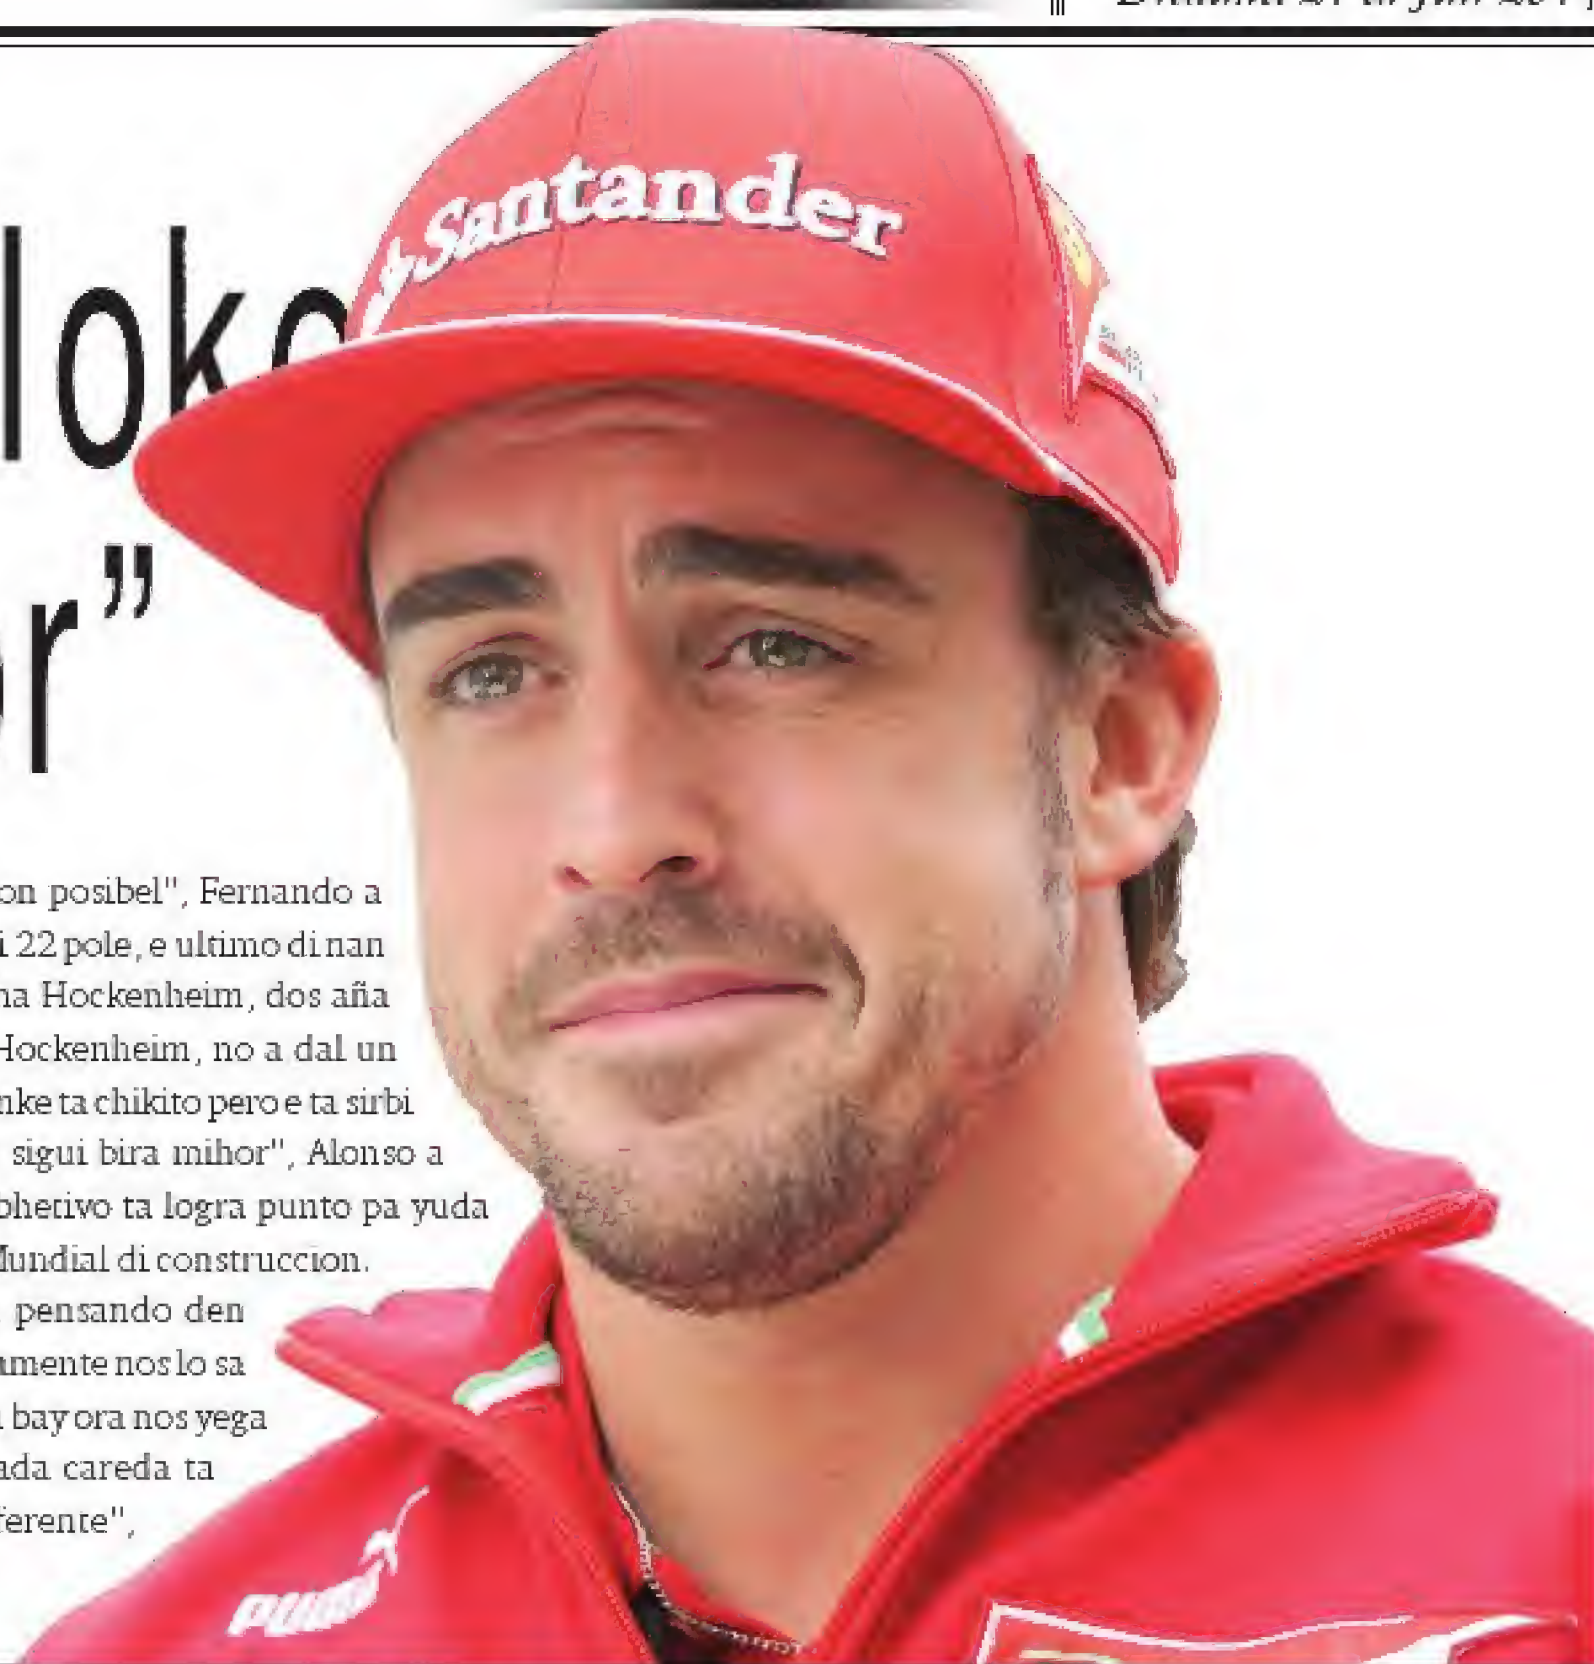 Santander
lok
r”
on posibel", Fernando a
i 22 pole, e ultimo di nan
na Hockenheim, dos aña
Hockenheim, no a dal un
nke ta chikito pero e ta sirbi
sigui bira mihor", Alonso a
bhetivo ta logra punto pa yuda
Mundial di construccion.
pensando den
amente nos lo sa
bay ora nos yega
ada careda ta
ferente",
PUMA